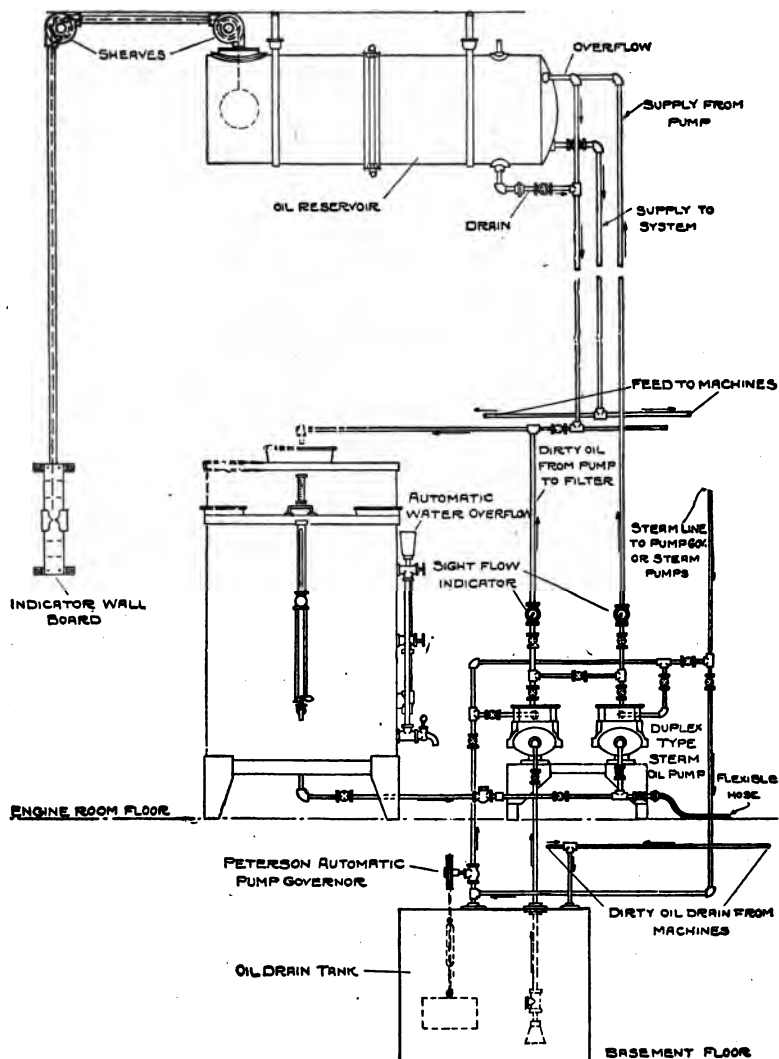 SHEAVES
OVERFLOW
SUPPLY FROM
PUMP
OIL RESERVOIR
DRAIN
SUPPLY TO
SYSTEM
FEED TO MACHINES
DIRTY OIL
FROM PUMP
TO FILTER
AUTOMATIC
WATER OVERFLOW
STEAM LINE
TO PUMP GOV.
OR STEAM
PUMPS
SIGHT FLOW
INDICATOR
INDICATOR WALL
BOARD
DUPLEX
TYPE
STEAM
OIL PUMP
FLEXIBLE
HOSE
ENGINE ROOM FLOOR
PETERSON AUTOMATIC
PUMP GOVERNOR
DIRTY OIL DRAIN FROM
MACHINES
OIL DRAIN TANK
BASEMENT FLOOR